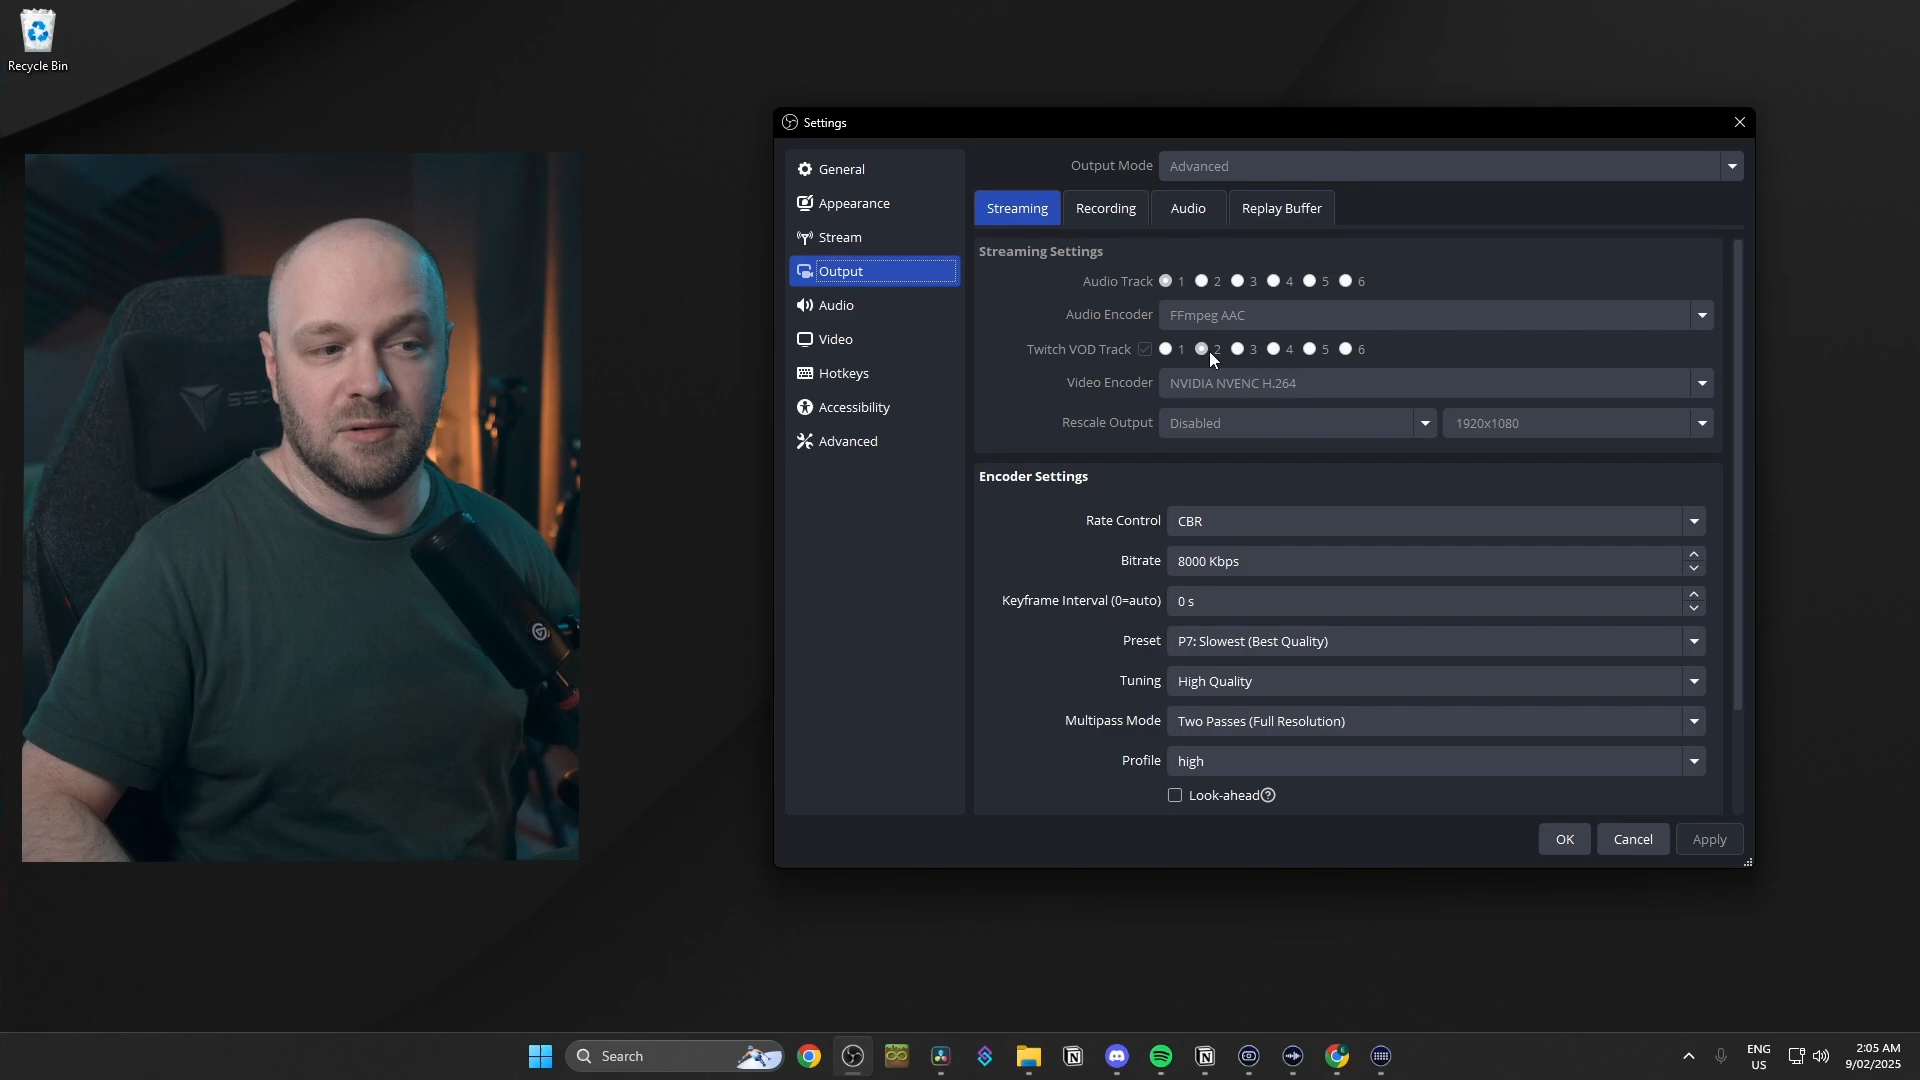 Recycle Bin
SEC
Settings
General
Appearance
Stream
Output
Audio
Video
Hotkeys
Accessibility
Advanced
Output Mode Advanced
Streaming Recording Audio Replay Buffer
Streaming Settings
Audio Track 1 2 3 4 5 6
Audio Encoder FFmpeg AAC
Twitch VOD Track 1 2 3 4 5 6
Video Encoder NVIDIA NVENC H.264
Rescale Output Disabled 1920x1080
Encoder Settings
Rate Control CBR
Bitrate 8000 Kbps
Keyframe Interval (0=auto) 0 s
Preset P7: Slowest (Best Quality)
Tuning High Quality
Multipass Mode Two Passes (Full Resolution)
Profile high
Look-ahead
OK Cancel Apply
Search
ENG
US
2:05 AM
9/02/2025